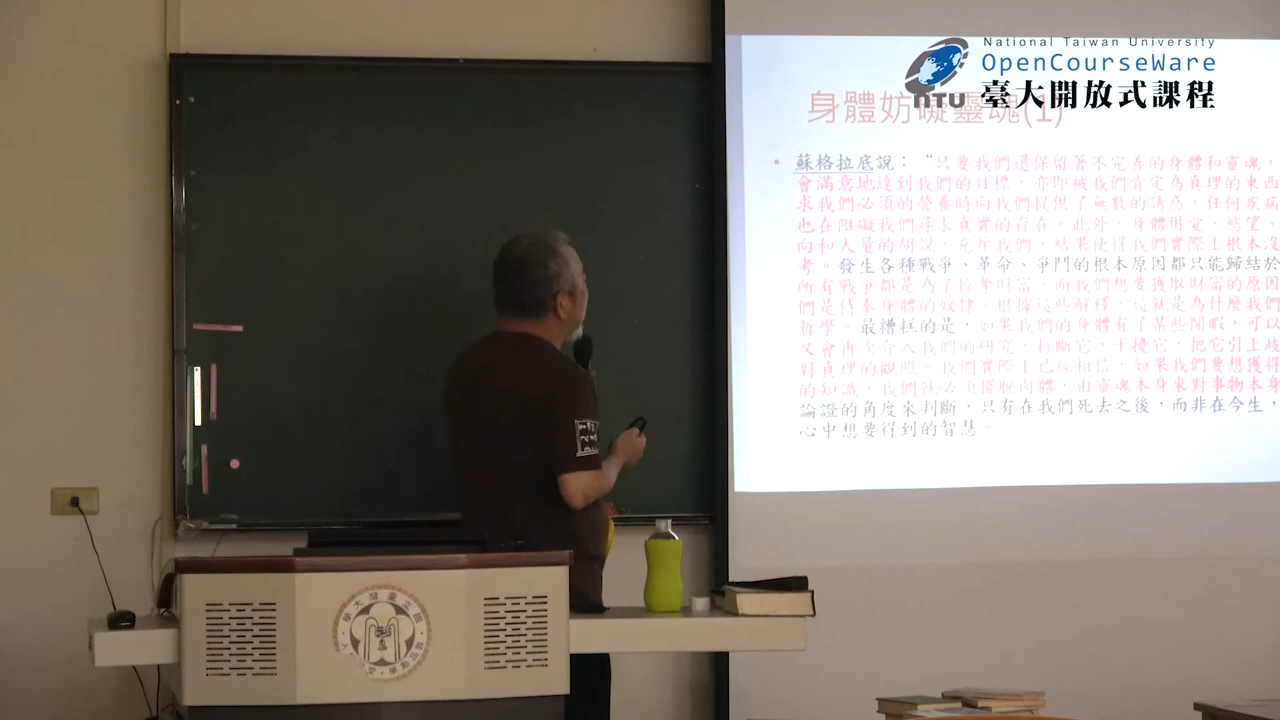 National Taiwan University
OpenCourseWare
臺大開放式課程
NTU
身體妨礙靈魂(1)
• 蘇格拉底說：“只要我們還保留著不完善的身體和靈魂，
會滿意地達到我們的目標，亦即被我們肯定為真理的東西
求我們必須的營養時向我們提供了無數的誘惑，任何疾病
也在阻礙我們尋求真實的存在。此外，身體用愛、慾望、
向和大量的胡說，充斥我們，結果使得我們實際上根本沒
考。發生各種戰爭、革命、爭鬥的根本原因都只能歸結於
所有戰爭都是為了掠奪財富，而我們想要獲取財富的原因
們是侍奉身體的奴隸。根據這些解釋，這就是為什麼我們
哲學。最糟糕的是，如果我們的身體有了某些閒暇，可以
又會再次介入我們的研究，打斷它，干擾它，把它引上歧
對真理的觀照。我們實際上已經相信，如果我們要想獲得
的知識，我們就必須擺脫肉體，由靈魂本身來對事物本身
論證的角度來判斷，只有在我們死去之後，而非在今生，
心中想要得到的智慧。